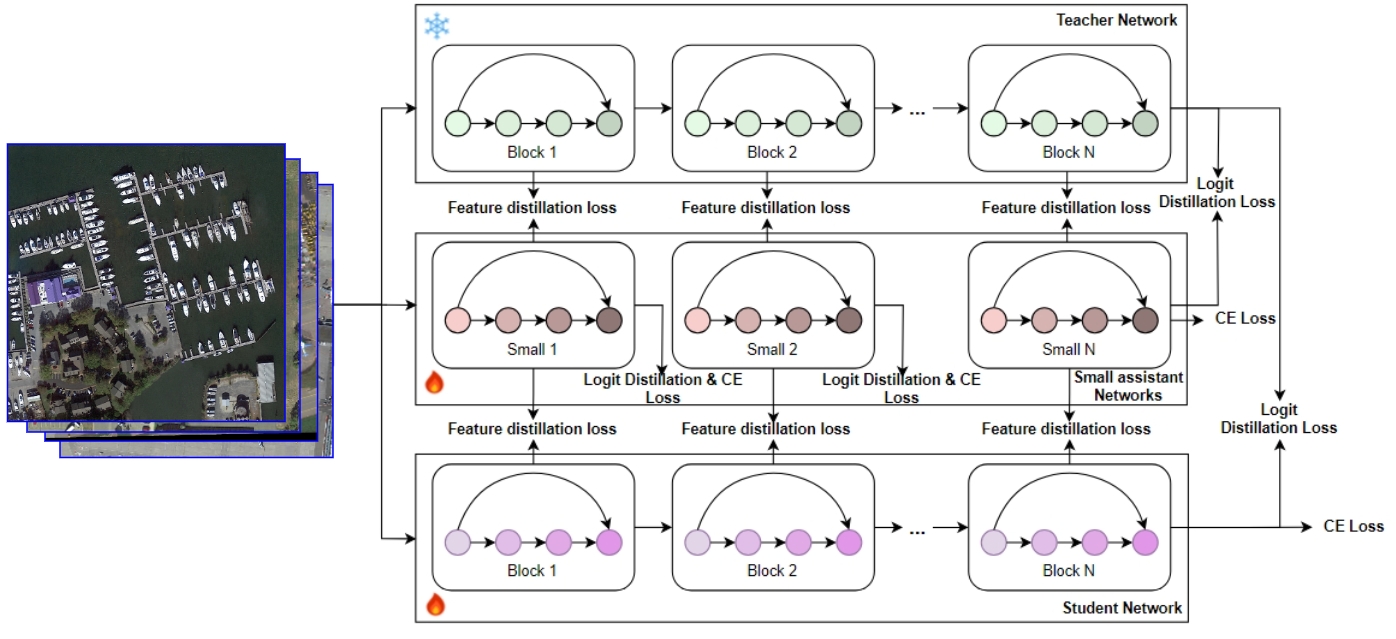 Teacher Network
Block 1
Block 2
...
Block N
Logit
Distillation Loss
Feature distillation loss
Feature distillation loss
Feature distillation loss
Small 1
Small 2
Small N
CE Loss
Logit Distillation & CE
Loss
Logit Distillation & CE
Loss
Small assistant
Networks
Logit
Distillation Loss
Feature distillation loss
Feature distillation loss
Feature distillation loss
Block 1
Block 2
...
Block N
CE Loss
Student Network